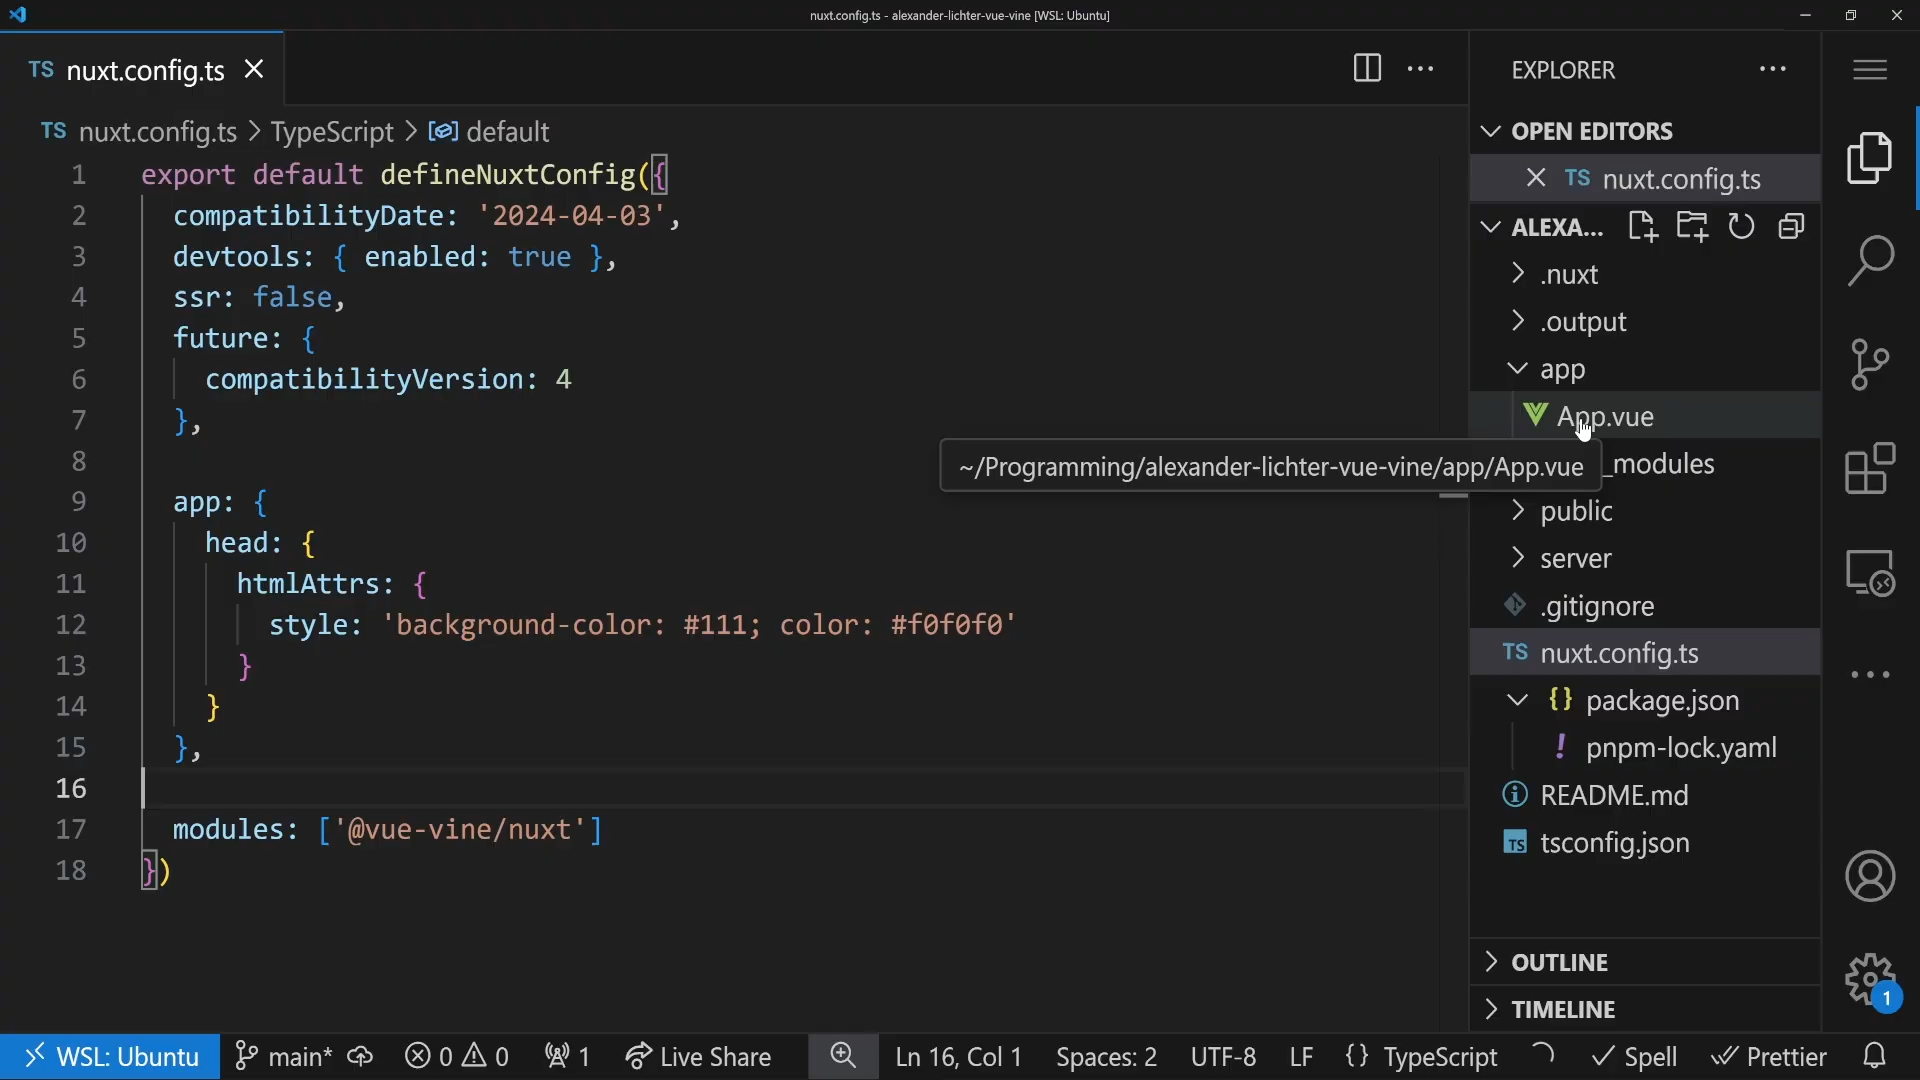 nuxt.config.ts - alexander-lichter-vue-vine [WSL: Ubuntu]
TS nuxt.config.ts
TS nuxt.config.ts > TypeScript > default
1 export default defineNuxtConfig({
2 compatibilityDate: '2024-04-03',
3 devtools: { enabled: true },
4 ssr: false,
5 future: {
6 compatibilityVersion: 4
7 },
8
9 app: {
10 head: {
11 htmlAttrs: {
12 style: 'background-color: #111; color: #f0f0f0'
13 }
14 }
15 },
16
17 modules: ['@vue-vine/nuxt']
18 })
EXPLORER
OPEN EDITORS
TS nuxt.config.ts
ALEXA...
.nuxt
.output
app
App.vue
~/Programming/alexander-lichter-vue-vine/app/App.vue
_modules
public
server
.gitignore
TS nuxt.config.ts
{} package.json
! pnpm-lock.yaml
README.md
TS tsconfig.json
OUTLINE
TIMELINE
1
WSL: Ubuntu main* 0 0 1 Live Share Ln 16, Col 1 Spaces: 2 UTF-8 LF {} TypeScript Spell Prettier